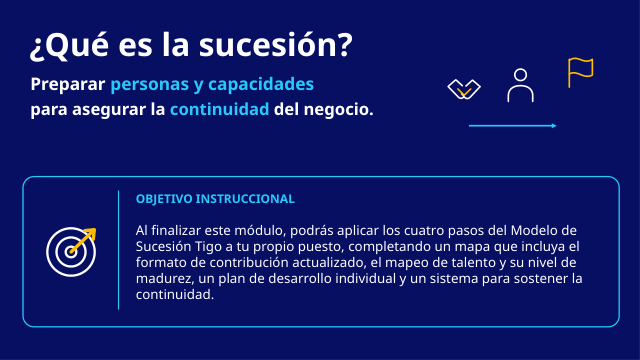 ¿Qué es la sucesión?
Preparar personas y capacidades
para asegurar la continuidad del negocio.
OBJETIVO INSTRUCCIONAL
Al finalizar este módulo, podrás aplicar los cuatro pasos del Modelo de
Sucesión Tigo a tu propio puesto, completando un mapa que incluya el
formato de contribución actualizado, el mapeo de talento y su nivel de
madurez, un plan de desarrollo individual y un sistema para sostener la
continuidad.